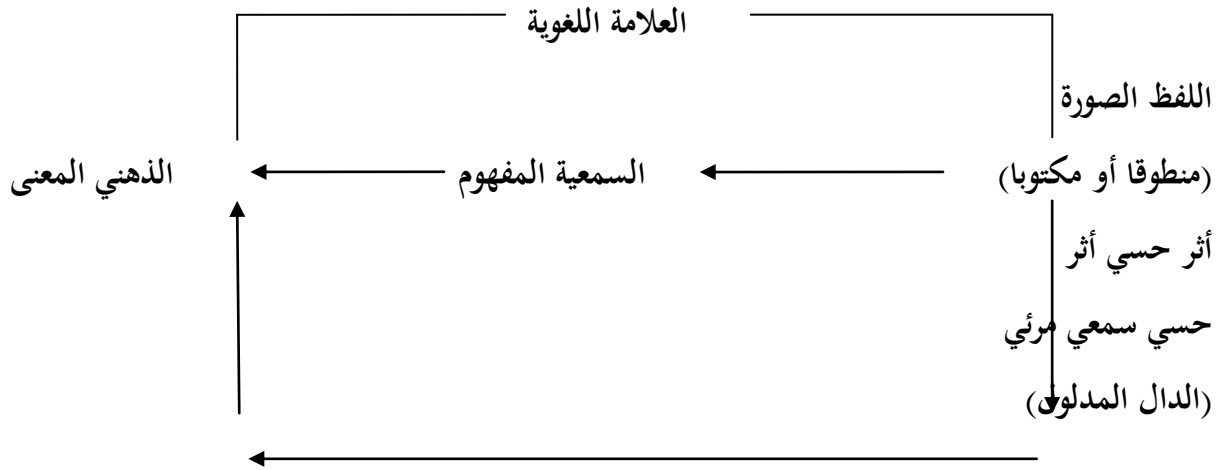 العلامة اللغوية
اللفظ الصورة
(منطوقا أو مكتوبا) السمعية المفهوم الذهني المعنى
أثر حسي أثر
حسي سمعي مرئي
(الدال المدلول)